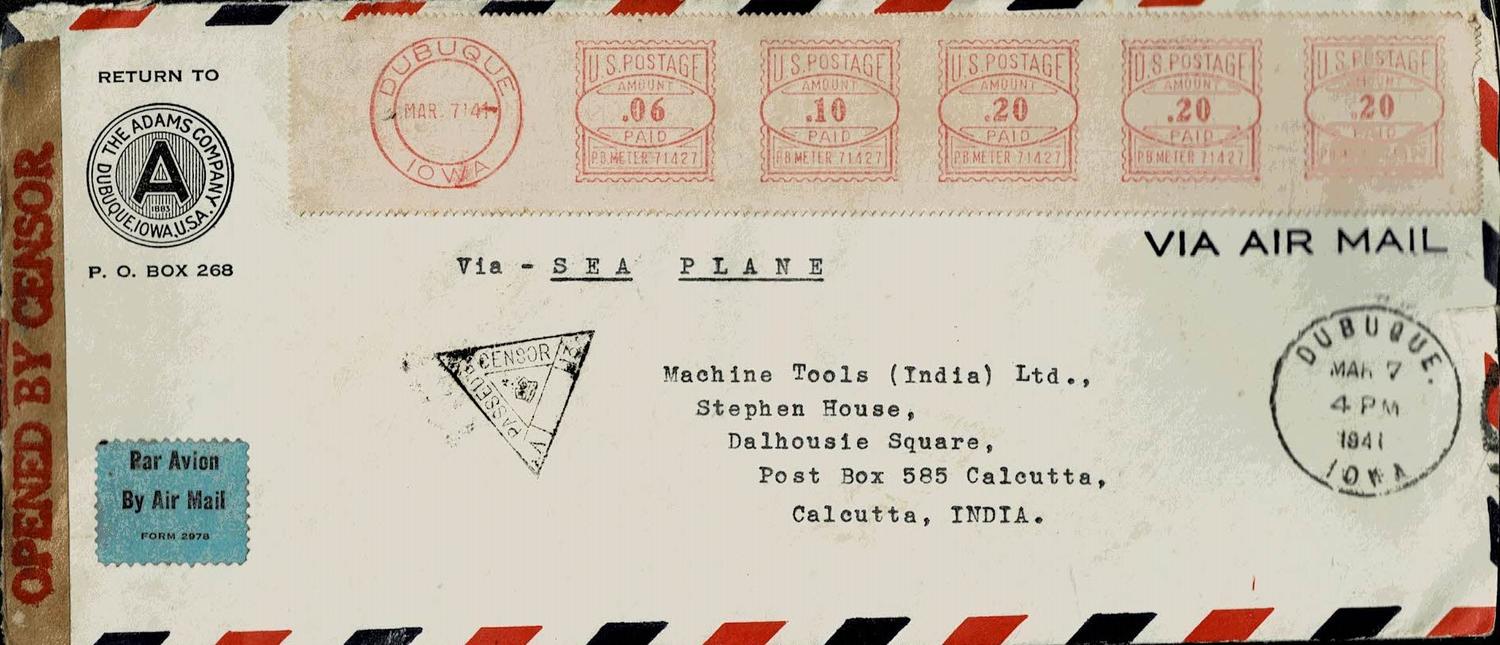 RETURN TO
THE ADAMS COMPANY.
A
1883
DUBUQUE, IOWA, U.S.A.
P. O. BOX 268
OPENED BY CENSOR
DUBUQUE
MAR. 7 '41
IOWA
U.S. POSTAGE
AMOUNT
.06
PAID
P.B. METER 71427
U.S. POSTAGE
AMOUNT
.10
PAID
P.B. METER 71427
U.S. POSTAGE
AMOUNT
.20
PAID
P.B. METER 71427
U.S. POSTAGE
AMOUNT
.20
PAID
P.B. METER 71427
U.S. POSTAGE
AMOUNT
.20
PAID
VIA AIR MAIL
Via - SEA PLANE
PASSED
CENSOR
Machine Tools (India) Ltd.,
Stephen House,
Dalhousie Square,
Post Box 585 Calcutta,
Calcutta, INDIA.
DUBUQUE.
MAR 7
4 PM
1941
IOWA
Par Avion
By Air Mail
FORM 2978